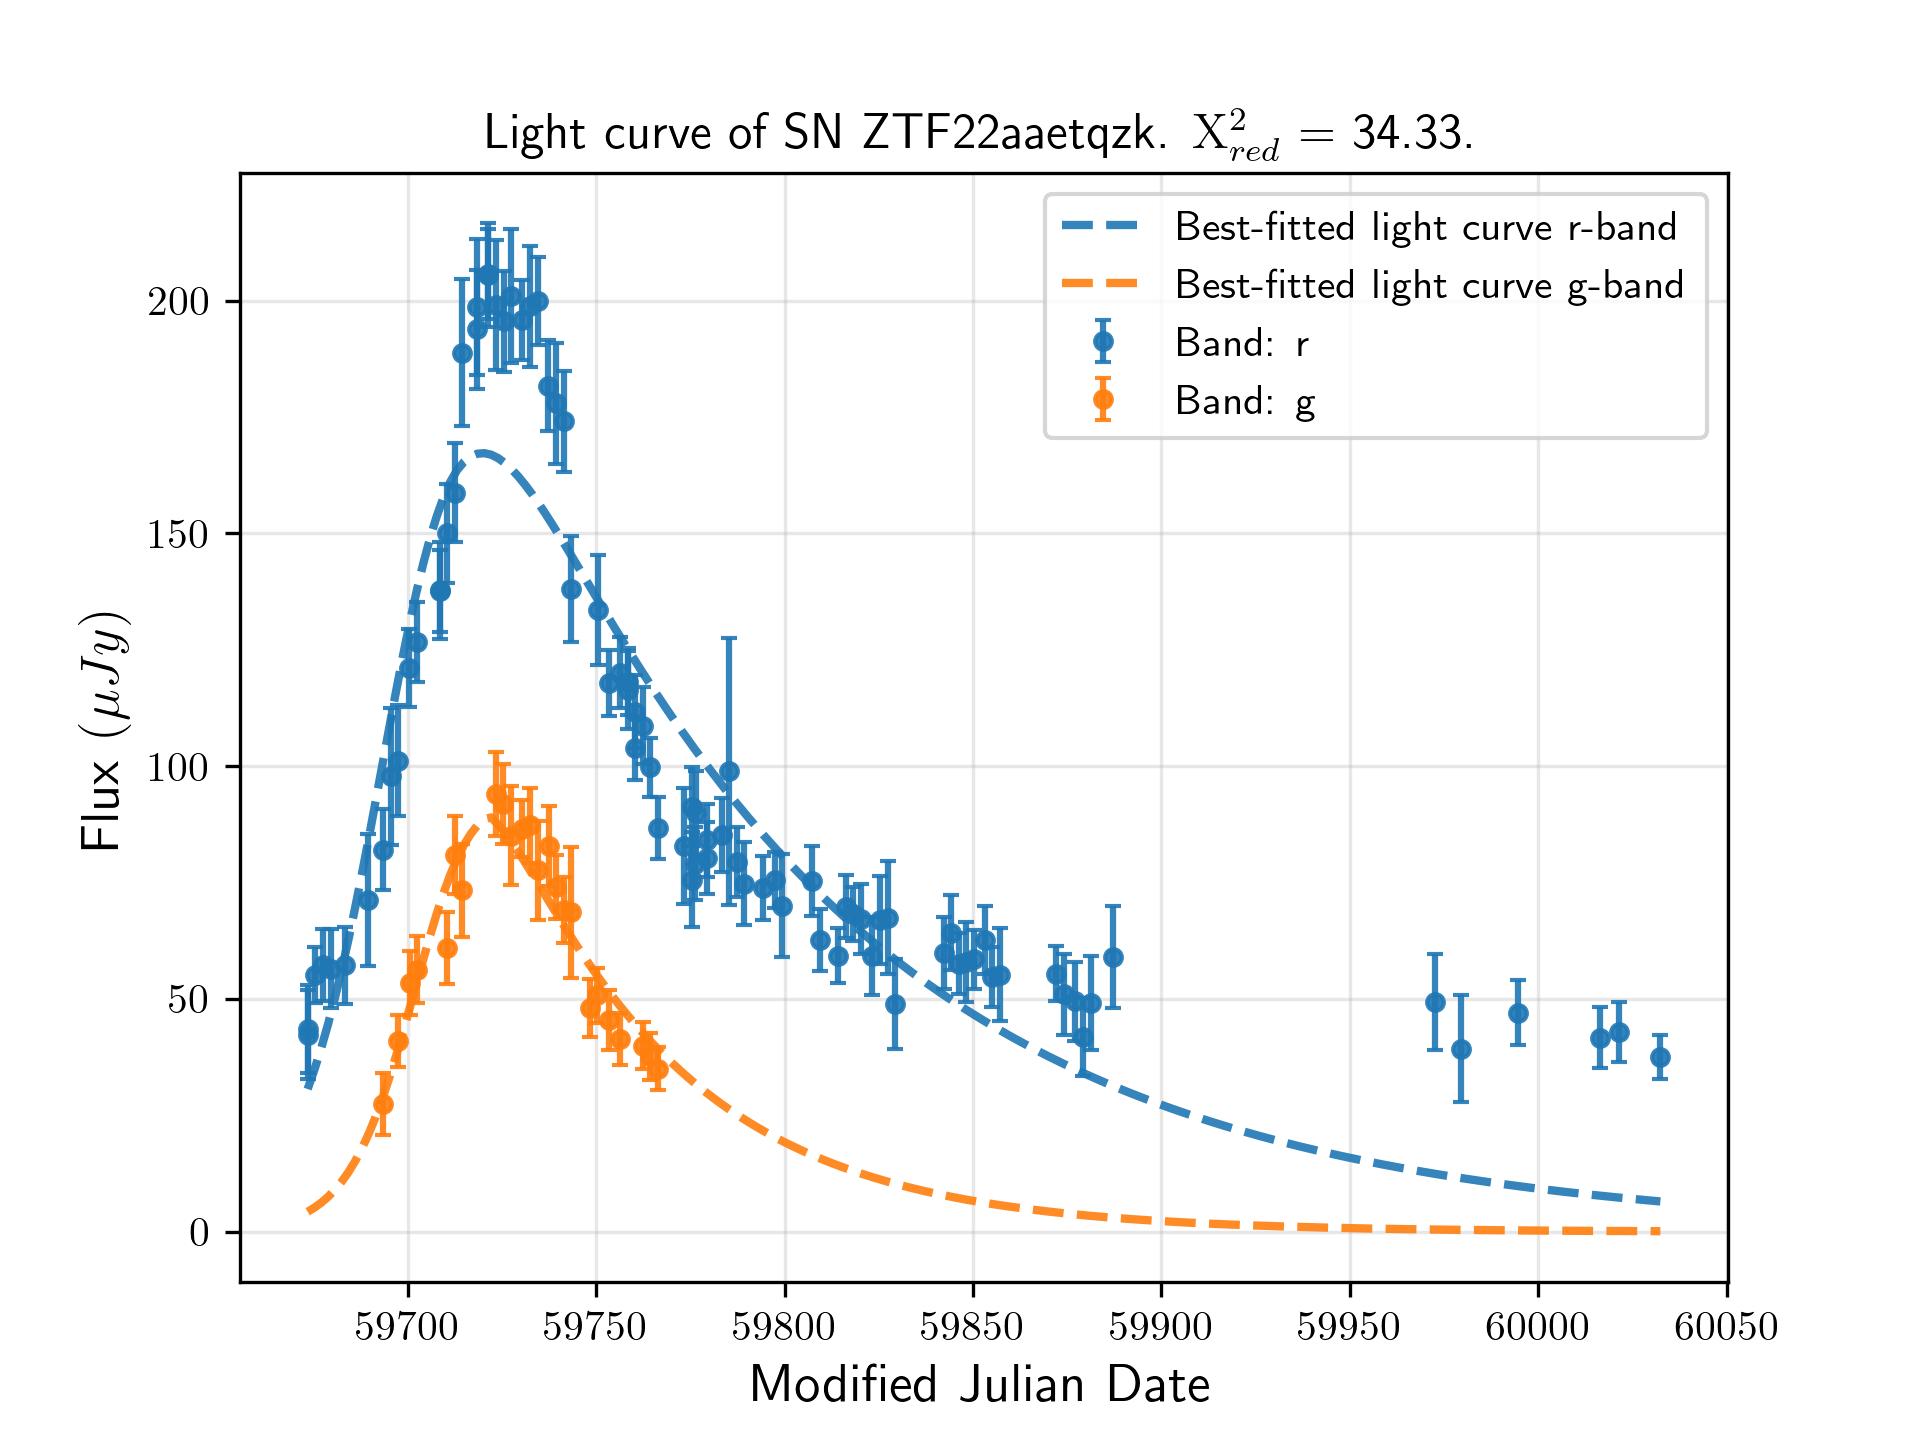 Light curve of SN ZTF22aaetqzk. X²_red = 34.33.
Best-fitted light curve r-band
Best-fitted light curve g-band
Band: r
Band: g
Flux (μJy)
200
150
100
50
0
59700 59750 59800 59850 59900 59950 60000 60050
Modified Julian Date